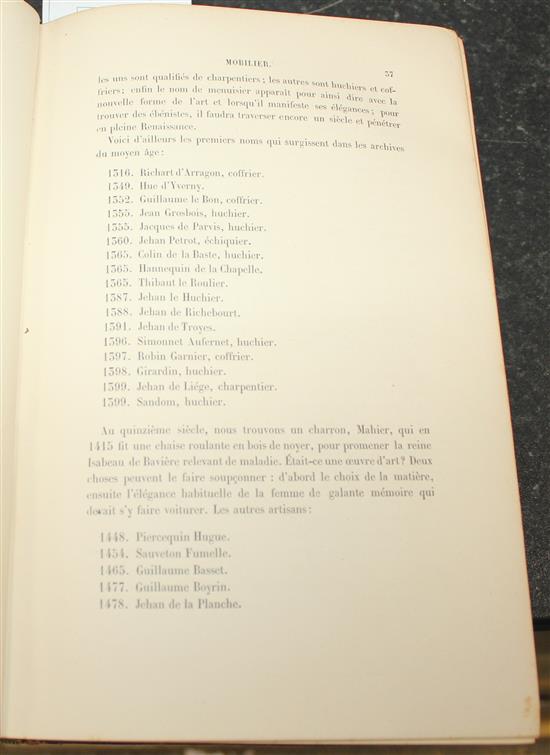 MOBILIER.
37
les uns sont qualifiés de charpentiers; les autres sont huchiers et cof-
friers; enfin le nom de menuisier apparaît pour ainsi dire avec la
nouvelle forme de l'art et lorsqu'il manifeste ses élégances; pour
trouver des ébénistes, il faudra traverser encore un siècle et pénétrer
en pleine Renaissance.
Voici d'ailleurs les premiers noms qui surgissent dans les archives
du moyen âge:
1316. Richart d'Arragon, coffrier.
1349. Hue d'Yverny.
1352. Guillaume le Bon, coffrier.
1355. Jean Grosbois, huchier.
1355. Jacques de Parvis, huchier.
1360. Jehan Petrot, échiquier.
1365. Colin de la Baste, huchier.
1365. Hannequin de la Chapelle.
1365. Thibaut le Roulier.
1387. Jehan le Huchier.
1388. Jehan de Richebourt.
1391. Jehan de Troyes.
1396. Simonnet Aufernet, huchier.
1397. Robin Garnier, coffrier.
1398. Girardin, huchier.
1399. Jehan de Liége, charpentier.
1399. Sandom, huchier.
Au quinzième siècle, nous trouvons un charron, Mahier, qui en
1415 fit une chaise roulante en bois de noyer, pour promener la reine
Isabeau de Bavière relevant de maladie. Était-ce une œuvre d'art? Deux
choses peuvent le faire soupçonner: d'abord le choix de la matière,
ensuite l'élégance habituelle de la femme de galante mémoire qui
devait s'y faire voiturer. Les autres artisans:
1448. Piercequin Hugue.
1454. Sauveton Fumelle.
1465. Guillaume Basset.
1477. Guillaume Boyrin.
1478. Jehan de la Planche.